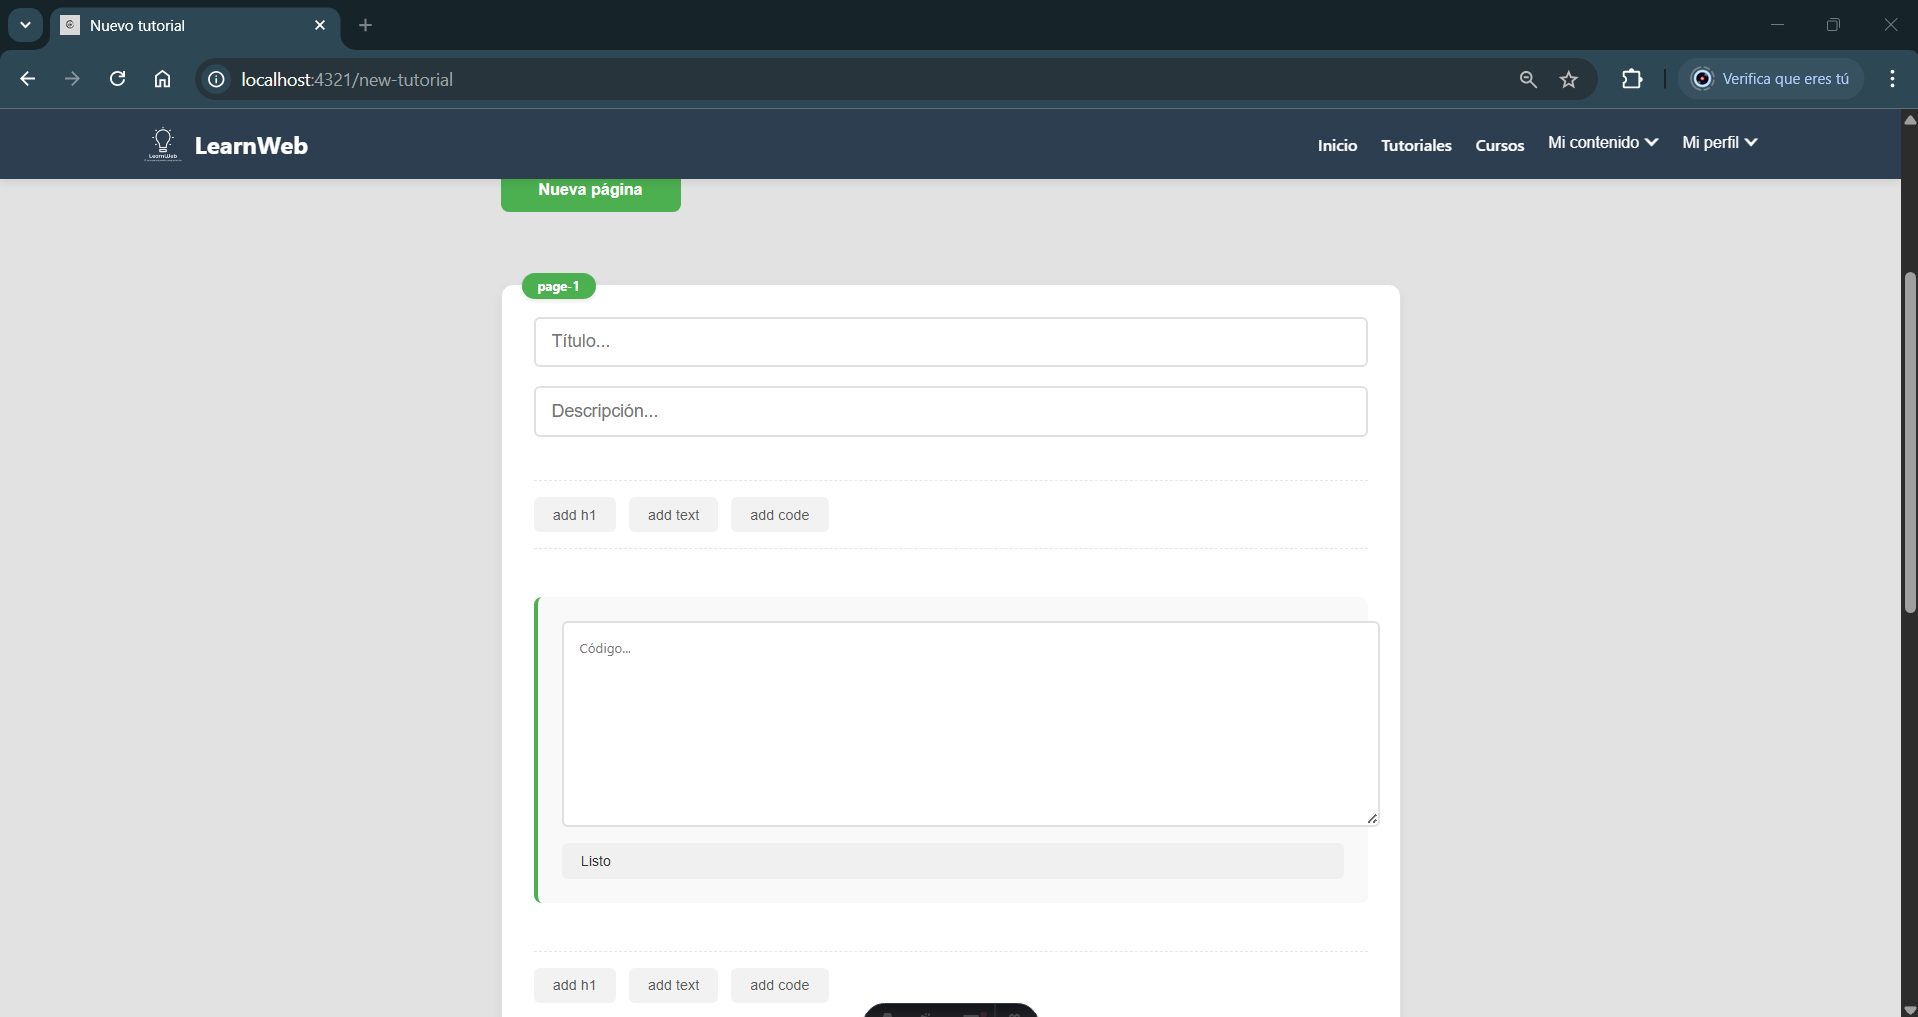 Nuevo tutorial
localhost:4321/new-tutorial
Verifica que eres tú
LearnWeb
LearnWeb
Inicio
Tutoriales
Cursos
Mi contenido
Mi perfil
Nueva página
page-1
Título...
Descripción...
add h1
add text
add code
Código...
Listo
add h1
add text
add code